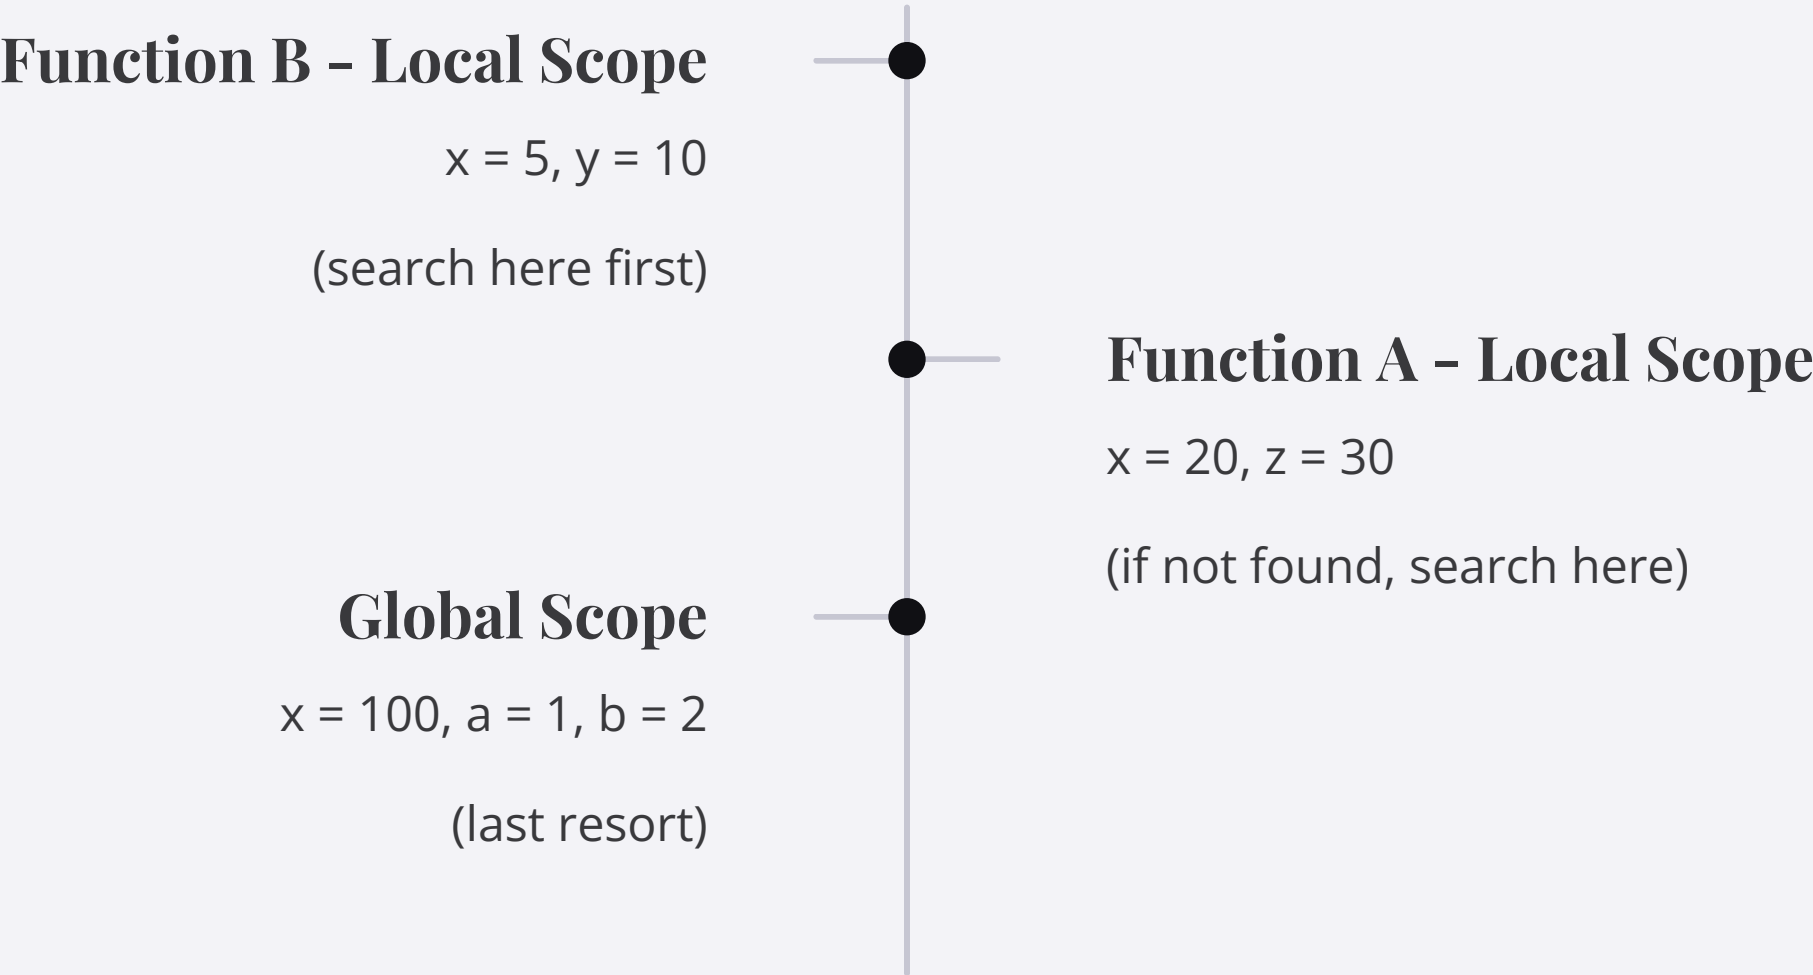 Function B - Local Scope
x = 5, y = 10
(search here first)
Function A - Local Scope
x = 20, z = 30
(if not found, search here)
Global Scope
x = 100, a = 1, b = 2
(last resort)